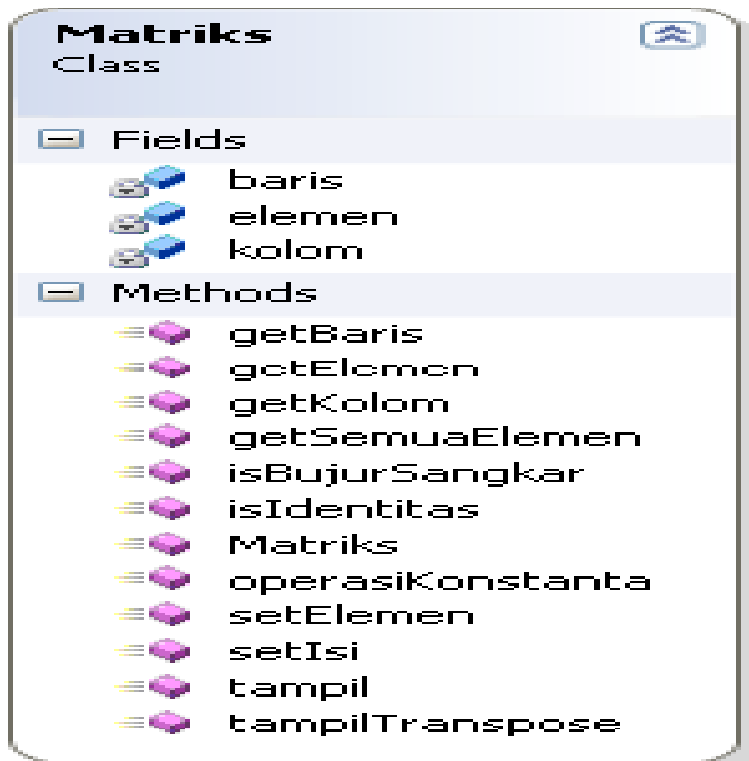 Matriks
Class
Fields
baris
elemen
kolom
Methods
getBaris
getElemen
getKolom
getSemuaElemen
isBujurSangkar
isIdentitas
Matriks
operasiKonstanta
setElemen
setIsi
tampil
tampilTranspose